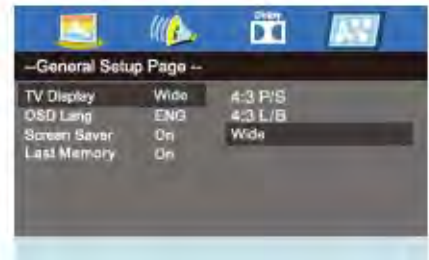 DOLBY
--General Setup Page --
TV Display Wide 4:3 P/S
OSD Lang ENG 4:3 L/B
Screen Saver On Wide
Last Memory On